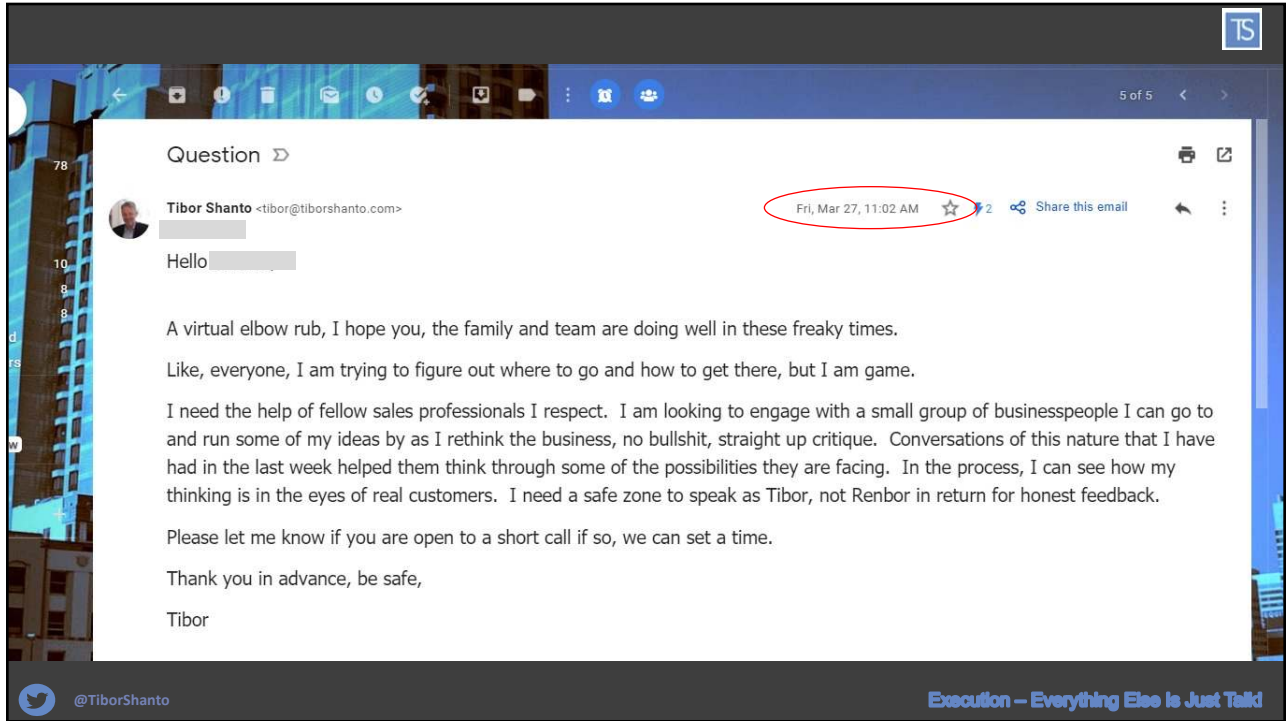 TS
5 of 5
78
Question
Tibor Shanto <tibor@tiborshanto.com>
Fri, Mar 27, 11:02 AM
2
Share this email
Hello
10
8
8
d
rs
w
A virtual elbow rub, I hope you, the family and team are doing well in these freaky times.
Like, everyone, I am trying to figure out where to go and how to get there, but I am game.
I need the help of fellow sales professionals I respect.  I am looking to engage with a small group of businesspeople I can go to
and run some of my ideas by as I rethink the business, no bullshit, straight up critique.  Conversations of this nature that I have
had in the last week helped them think through some of the possibilities they are facing.  In the process, I can see how my
thinking is in the eyes of real customers.  I need a safe zone to speak as Tibor, not Renbor in return for honest feedback.
Please let me know if you are open to a short call if so, we can set a time.
Thank you in advance, be safe,
Tibor
@TiborShanto
Execution – Everything Else is Just Talk!